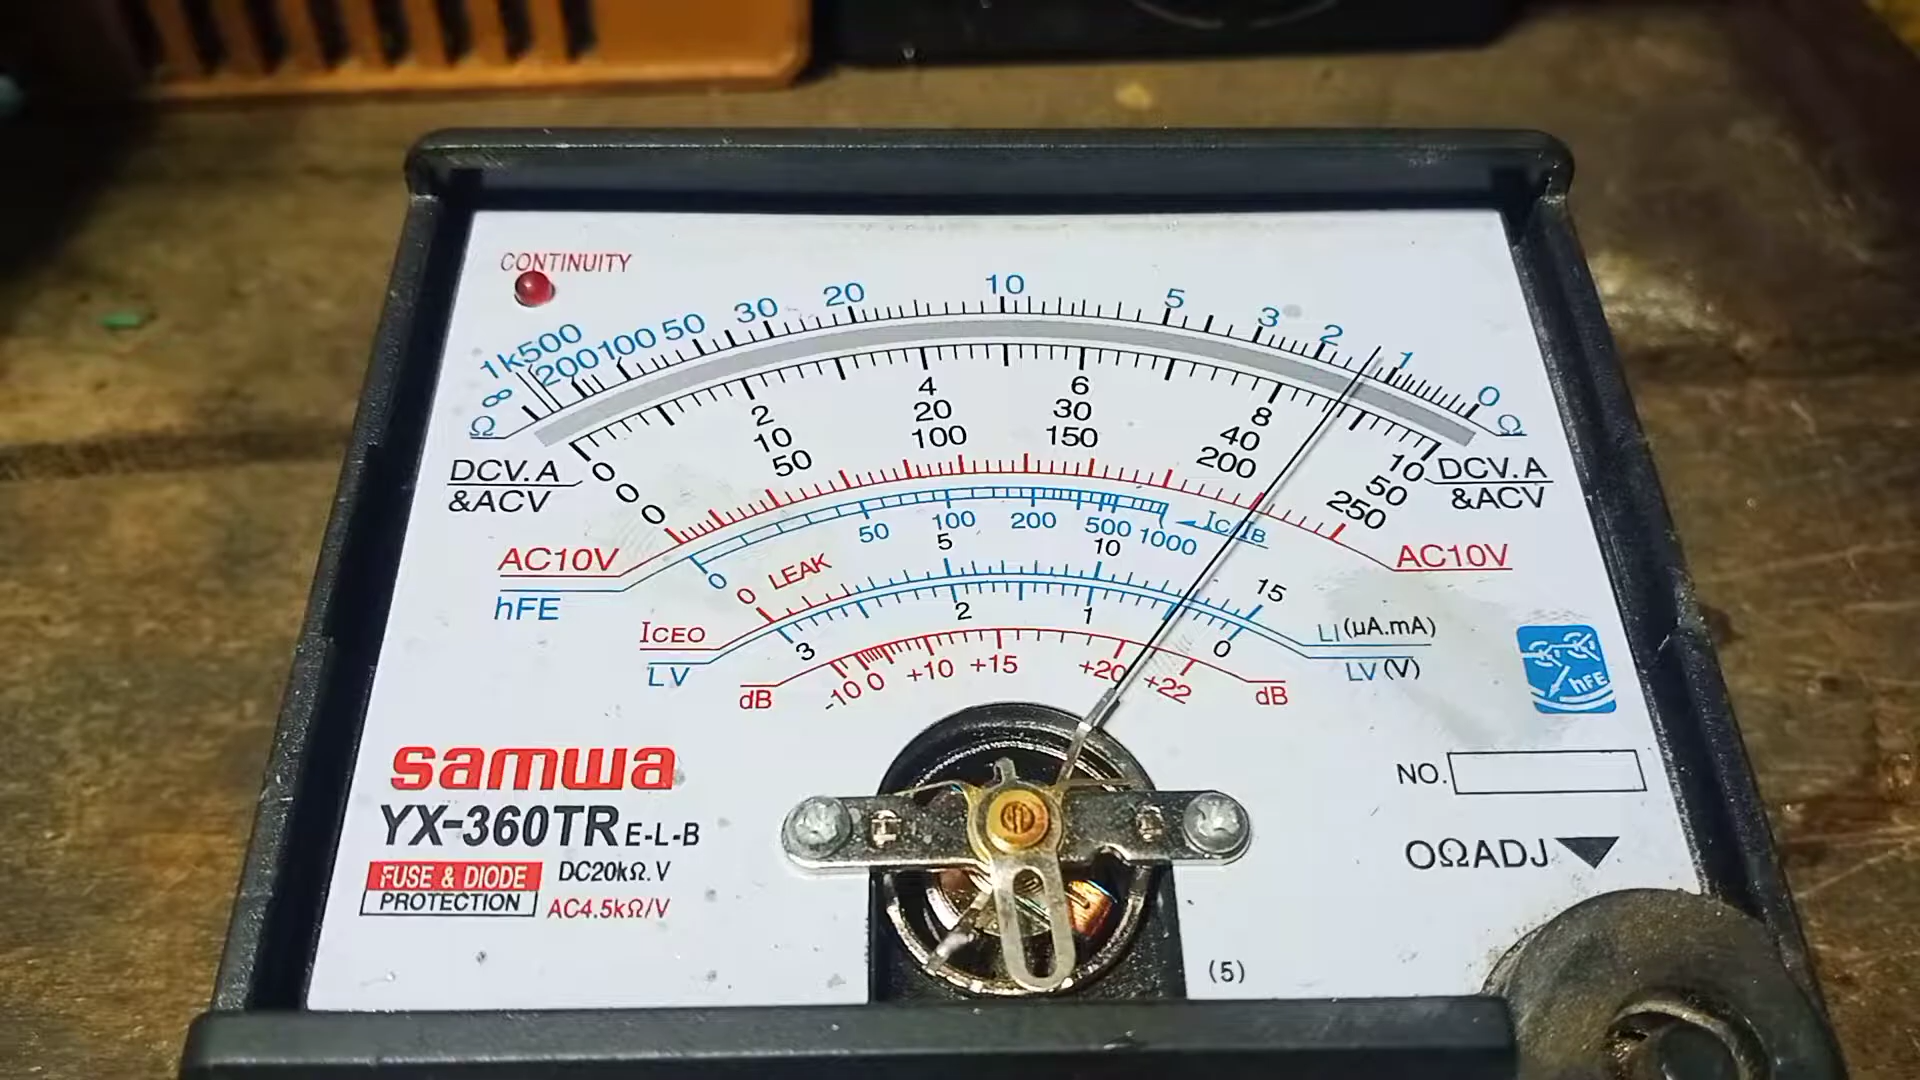 CONTINUITY
1k 500 200 100 50 30 20 10 5 3 2 1 0
∞
Ω Ω
0 2 4 6 8 10
0 10 20 30 40 50
0 50 100 150 200 250
DCV.A DCV.A
&ACV &ACV
AC10V AC10V
hFE 0 50 100 200 500 1000 IC/IB
ICEO 0 LEAK 5 10 15 LI(μA.mA)
LV 3 2 1 0 LV(V)
dB -10 0 +10 +15 +20 +22 dB
hFE
samwa
YX-360TR E-L-B
FUSE & DIODE DC20kΩ.V
PROTECTION AC4.5kΩ/V
NO.
OΩADJ
(5)